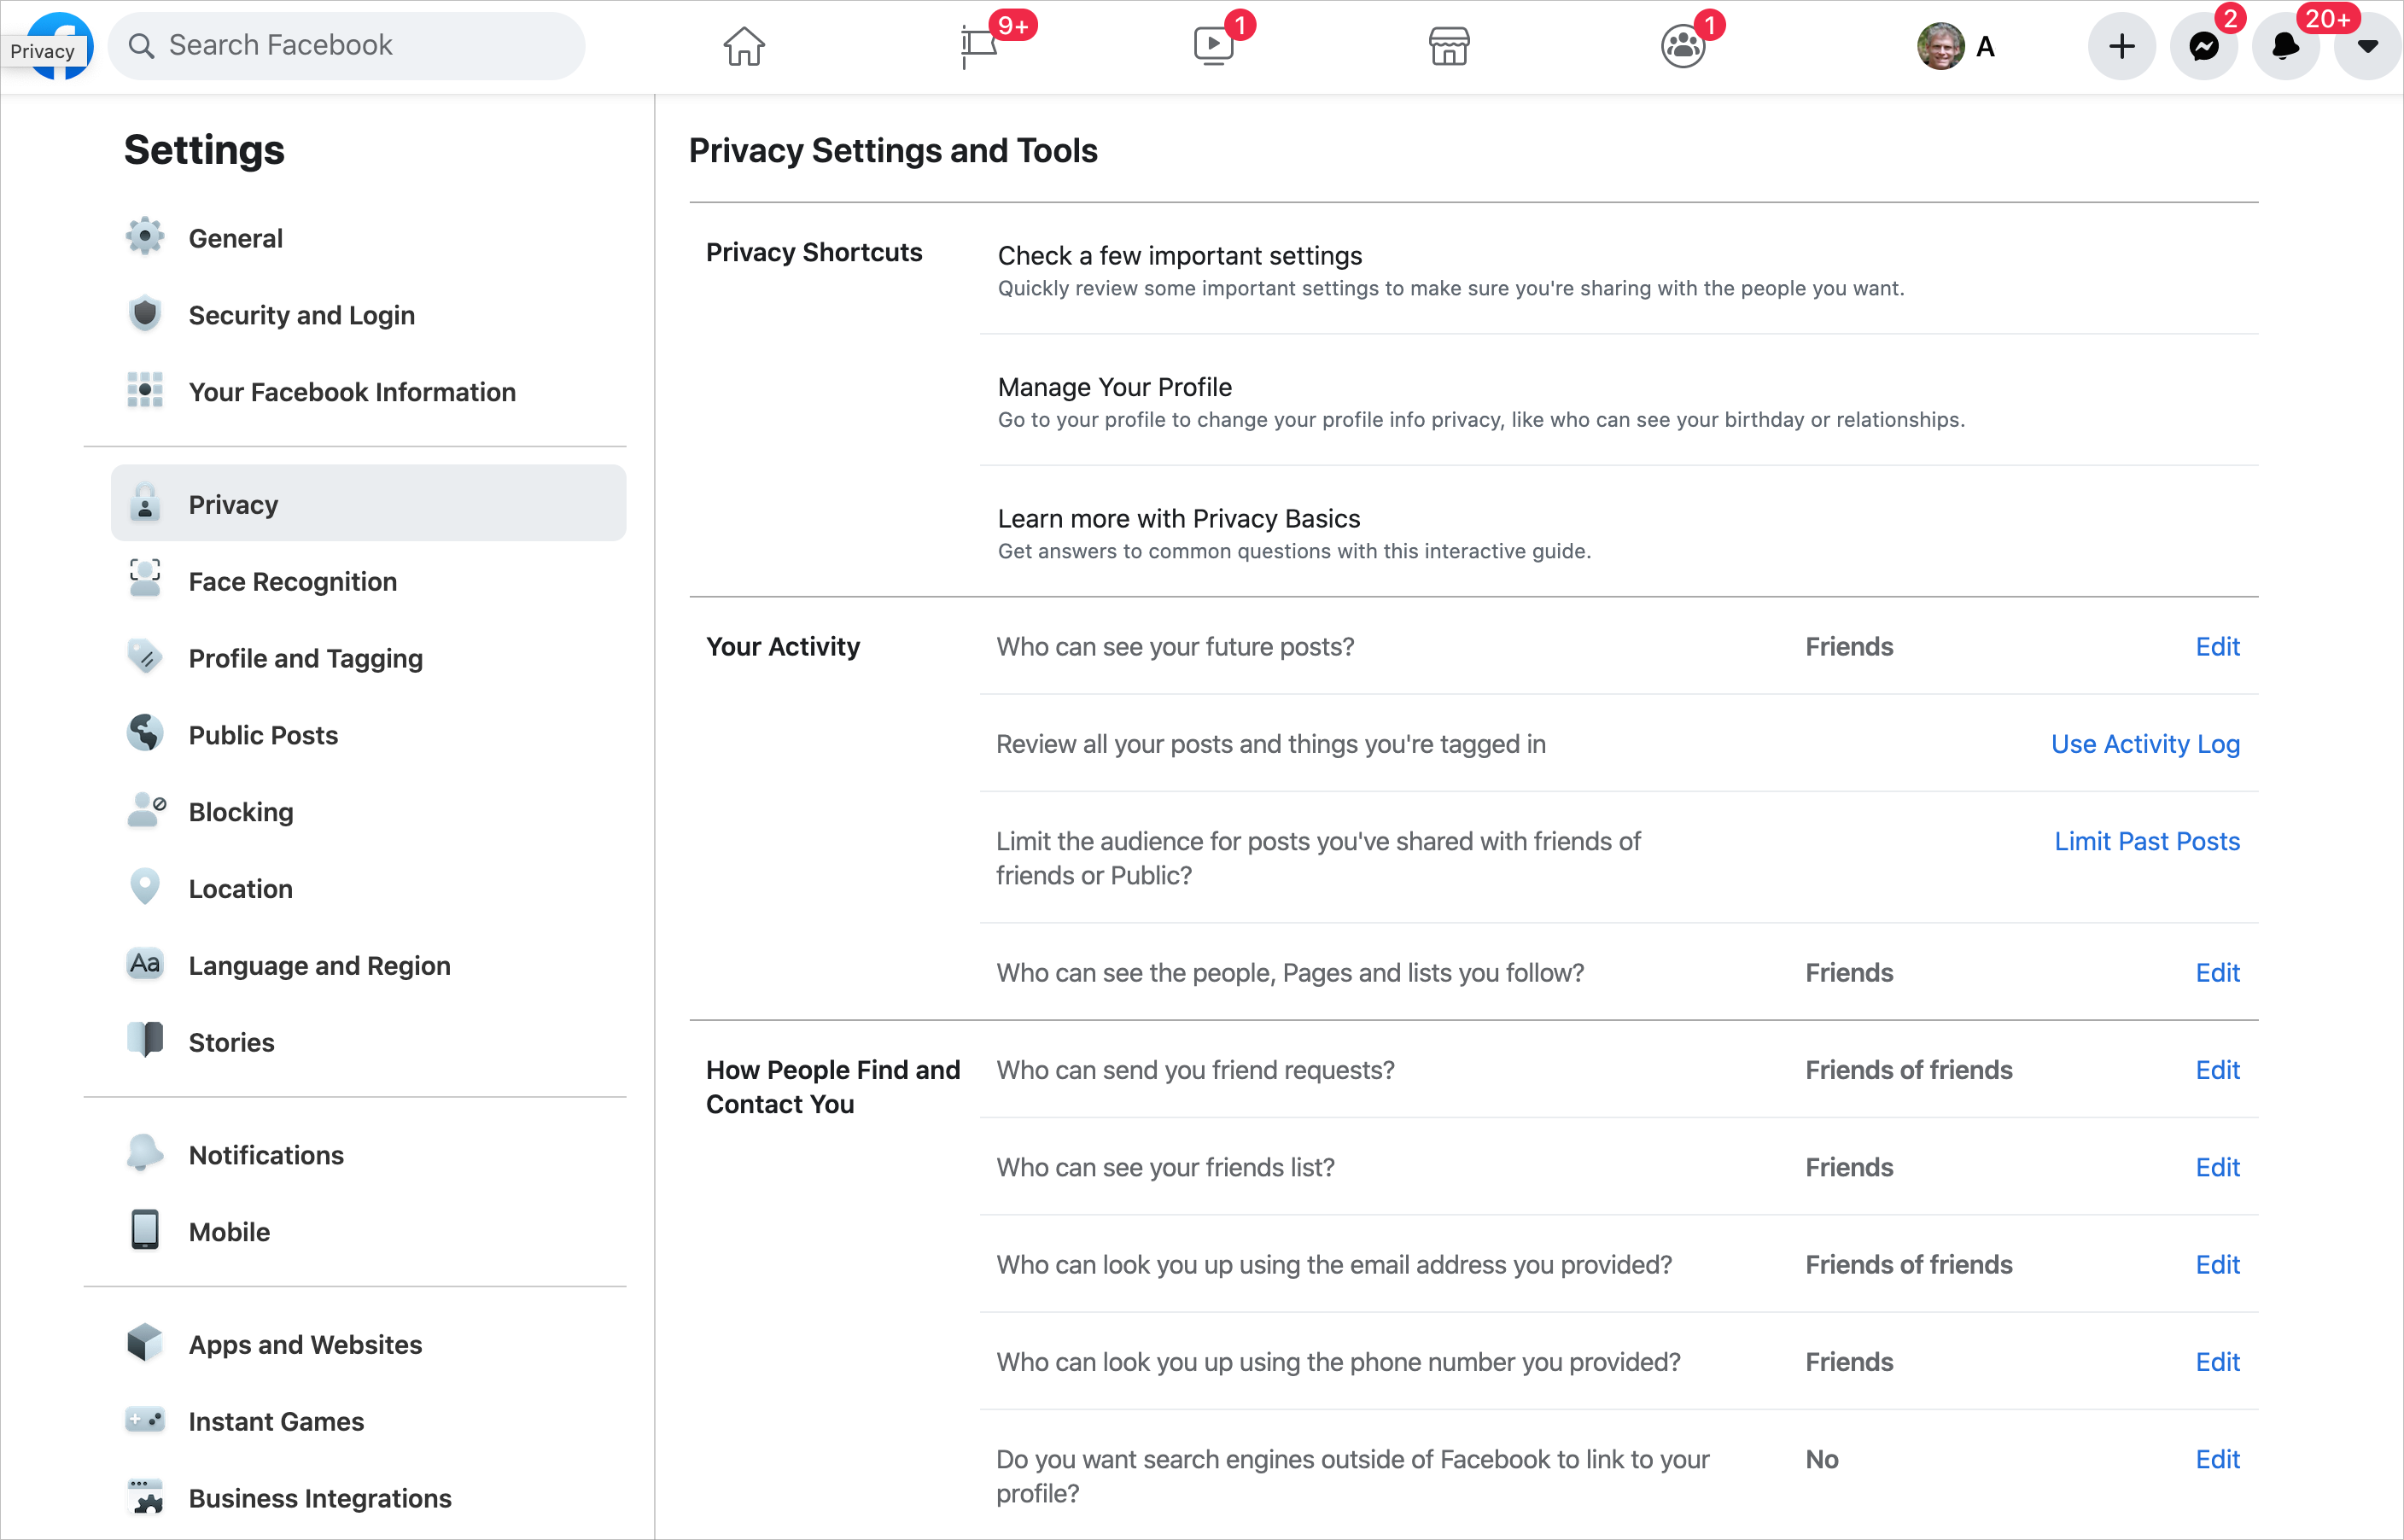 Privacy
Search Facebook
9+
1
1
A
2
20+
Settings
General
Security and Login
Your Facebook Information
Privacy
Face Recognition
Profile and Tagging
Public Posts
Blocking
Location
Aa
Language and Region
Stories
Notifications
Mobile
Apps and Websites
Instant Games
Business Integrations
Privacy Settings and Tools
Privacy Shortcuts
Check a few important settings
Quickly review some important settings to make sure you're sharing with the people you want.
Manage Your Profile
Go to your profile to change your profile info privacy, like who can see your birthday or relationships.
Learn more with Privacy Basics
Get answers to common questions with this interactive guide.
Your Activity
Who can see your future posts? Friends Edit
Review all your posts and things you're tagged in Use Activity Log
Limit the audience for posts you've shared with friends of Limit Past Posts
friends or Public?
Who can see the people, Pages and lists you follow? Friends Edit
How People Find and
Contact You
Who can send you friend requests? Friends of friends Edit
Who can see your friends list? Friends Edit
Who can look you up using the email address you provided? Friends of friends Edit
Who can look you up using the phone number you provided? Friends Edit
Do you want search engines outside of Facebook to link to your No Edit
profile?